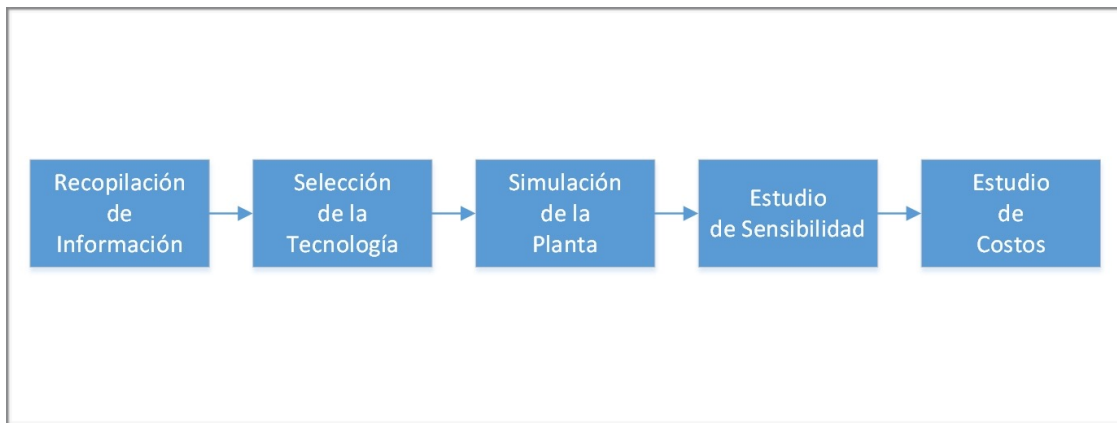 Recopilación
de
Información
Selección
de la
Tecnología
Simulación
de la
Planta
Estudio
de Sensibilidad
Estudio
de
Costos